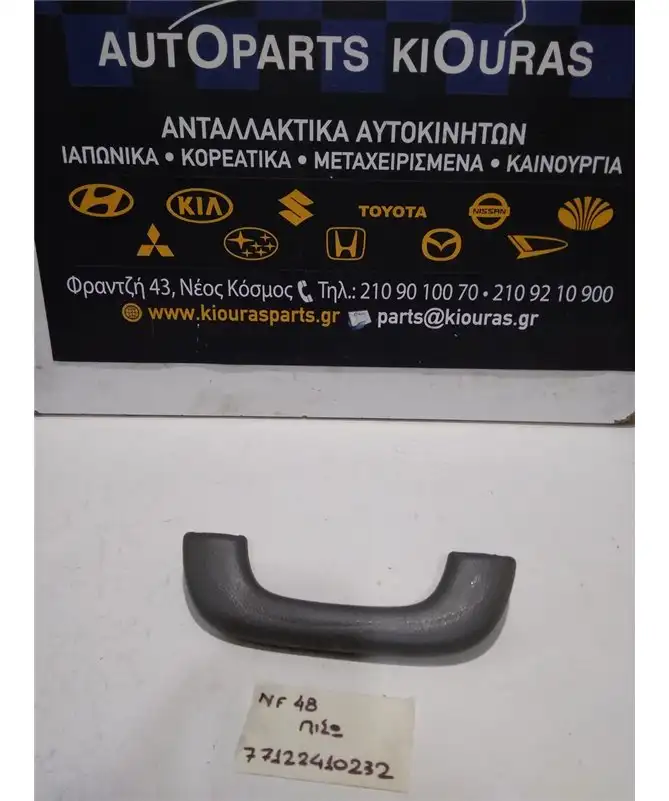 AUTOPARTS KIOURAS
ΑΝΤΑΛΛΑΚΤΙΚΑ ΑΥΤΟΚΙΝΗΤΩΝ
ΙΑΠΩΝΙΚΑ • ΚΟΡΕΑΤΙΚΑ • ΜΕΤΑΧΕΙΡΙΣΜΕΝΑ • ΚΑΙΝΟΥΡΓΙΑ
KIA TOYOTA NISSAN
Φραντζή 43, Νέος Κόσμος Τηλ.: 210 90 100 70 • 210 92 10 900
www.kiourasparts.gr parts@kiouras.gr
NF 48
πίσω
77122410232